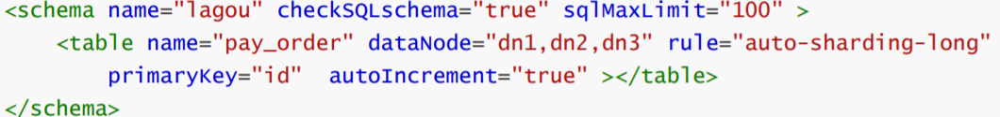 <schema name="lagou" checkSQLschema="true" sqlMaxLimit="100" >
    <table name="pay_order" dataNode="dn1,dn2,dn3" rule="auto-sharding-long"
        primaryKey="id"  autoIncrement="true" ></table>
</schema>